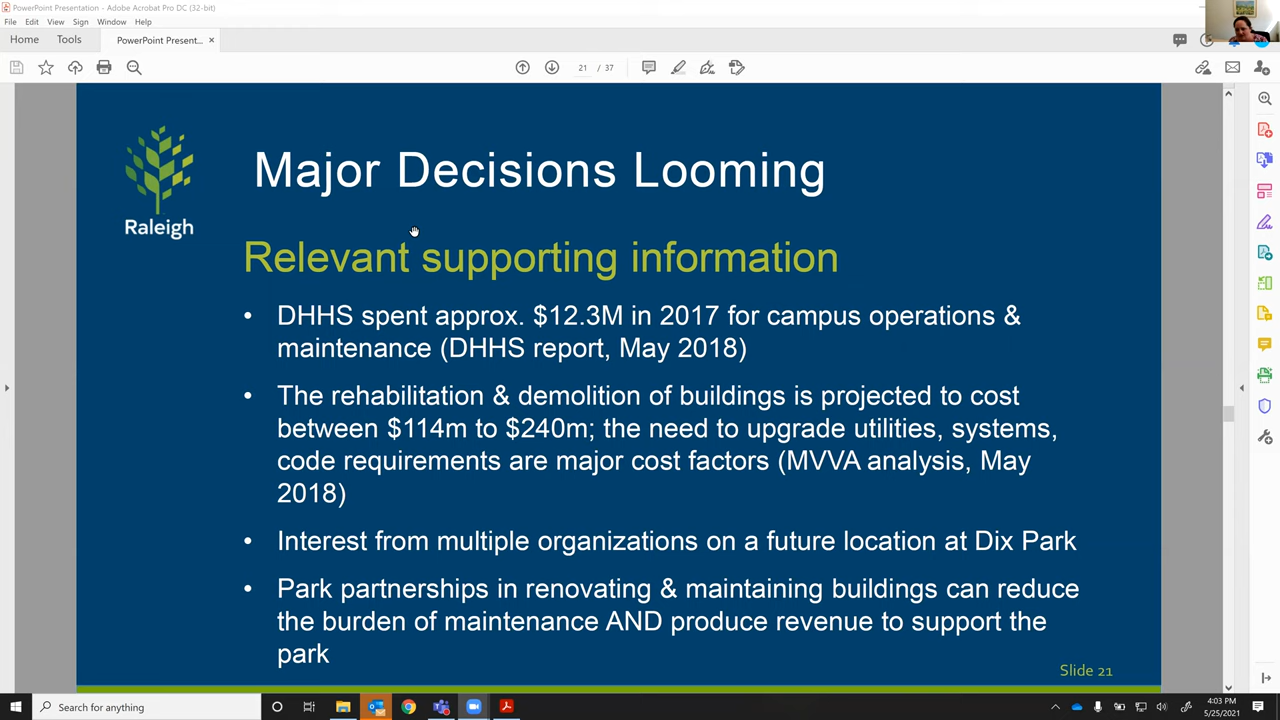 PowerPoint Presentation - Adobe Acrobat Pro DC (32-bit)
File Edit View Sign Window Help
Home Tools PowerPoint Present... ×
21 / 37
Major Decisions Looming
Raleigh
Relevant supporting information
• DHHS spent approx. $12.3M in 2017 for campus operations &
maintenance (DHHS report, May 2018)
• The rehabilitation & demolition of buildings is projected to cost
between $114m to $240m; the need to upgrade utilities, systems,
code requirements are major cost factors (MVVA analysis, May
2018)
• Interest from multiple organizations on a future location at Dix Park
• Park partnerships in renovating & maintaining buildings can reduce
the burden of maintenance AND produce revenue to support the
park
Slide 21
Search for anything
4:03 PM
5/25/2021